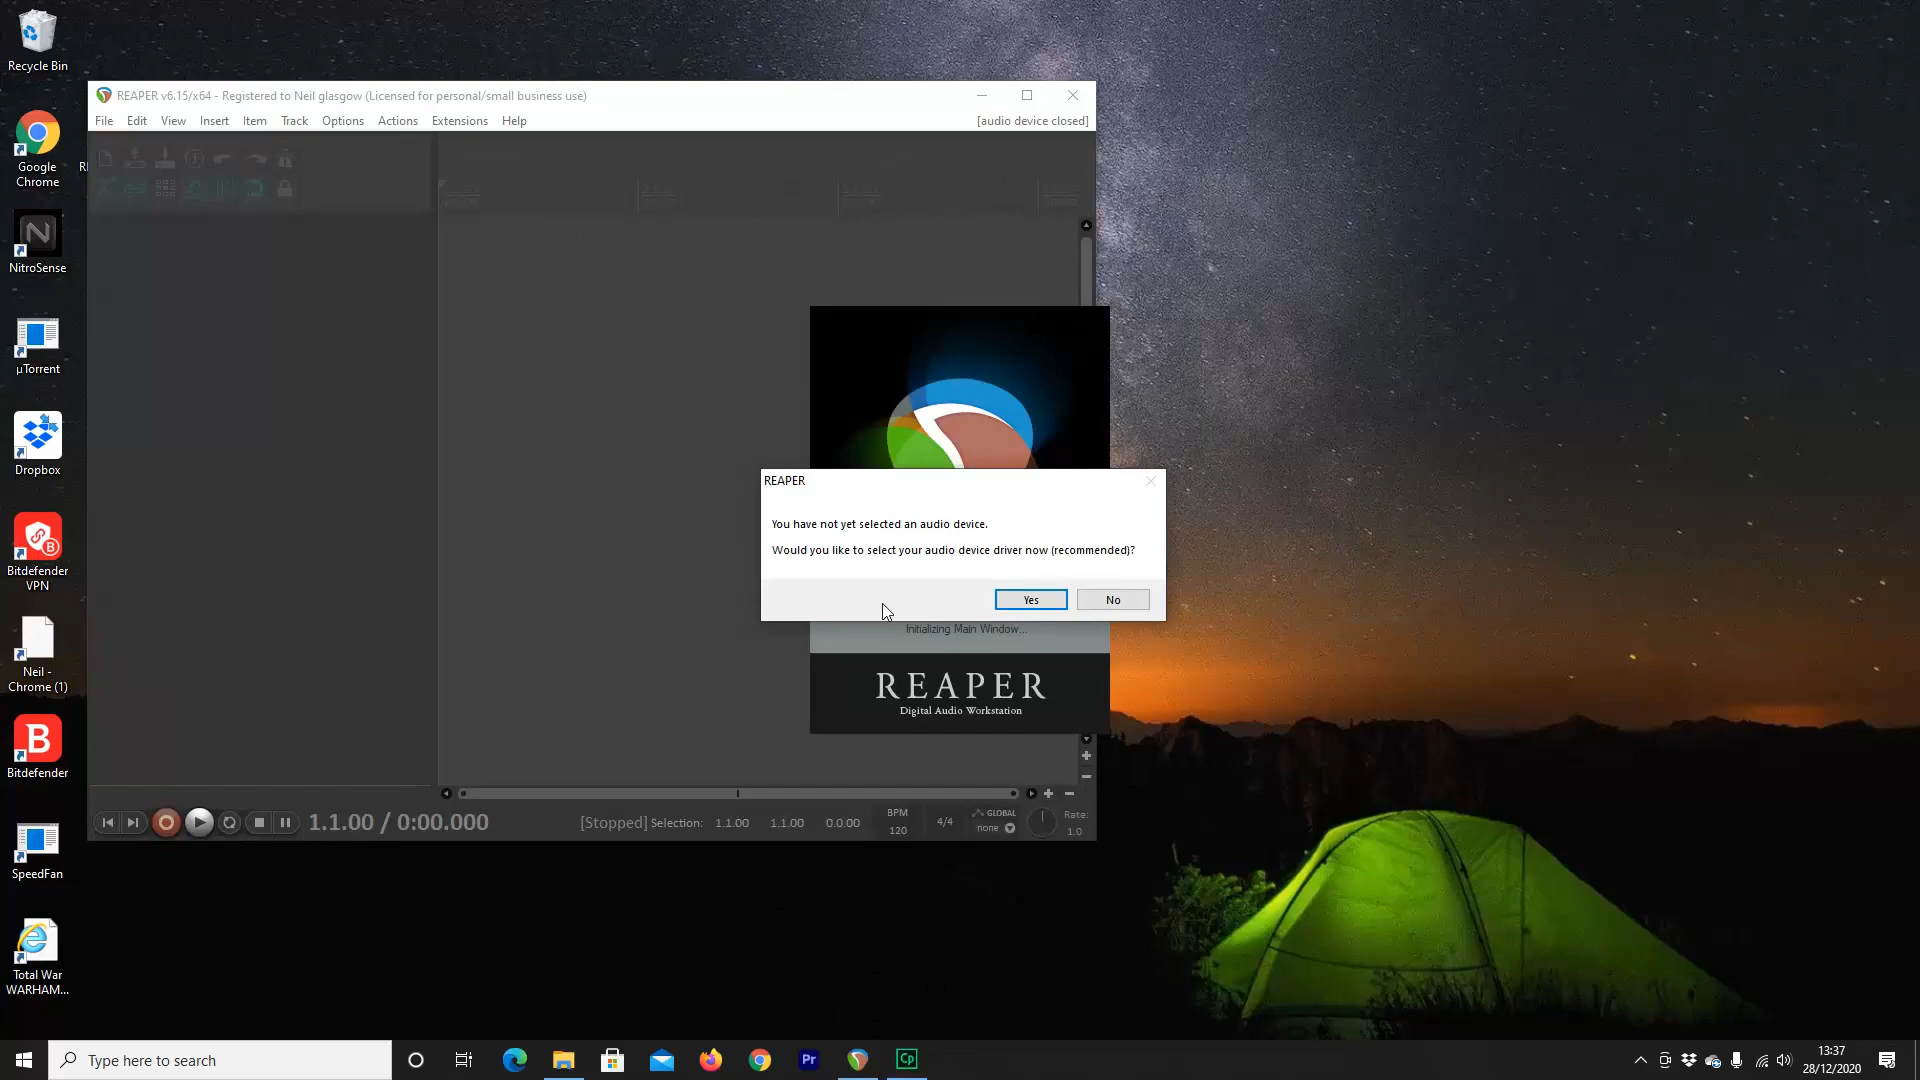 Recycle Bin
Google
Chrome
NitroSense
µTorrent
Dropbox
Bitdefender
VPN
Neil -
Chrome (1)
Bitdefender
SpeedFan
Total War
WARHAM...
REAPER v6.15/x64 - Registered to Neil glasgow (Licensed for personal/small business use)
File Edit View Insert Item Track Options Actions Extensions Help [audio device closed]
REAPER
You have not yet selected an audio device.
Would you like to select your audio device driver now (recommended)?
Yes No
Initializing Main Window...
REAPER
Digital Audio Workstation
1.1.00 / 0:00.000 [Stopped] Selection: 1.1.00 1.1.00 0.0.00
BPM
120
4/4
GLOBAL
none
Rate:
1.0
Type here to search
Pr
Cp
13:37
28/12/2020